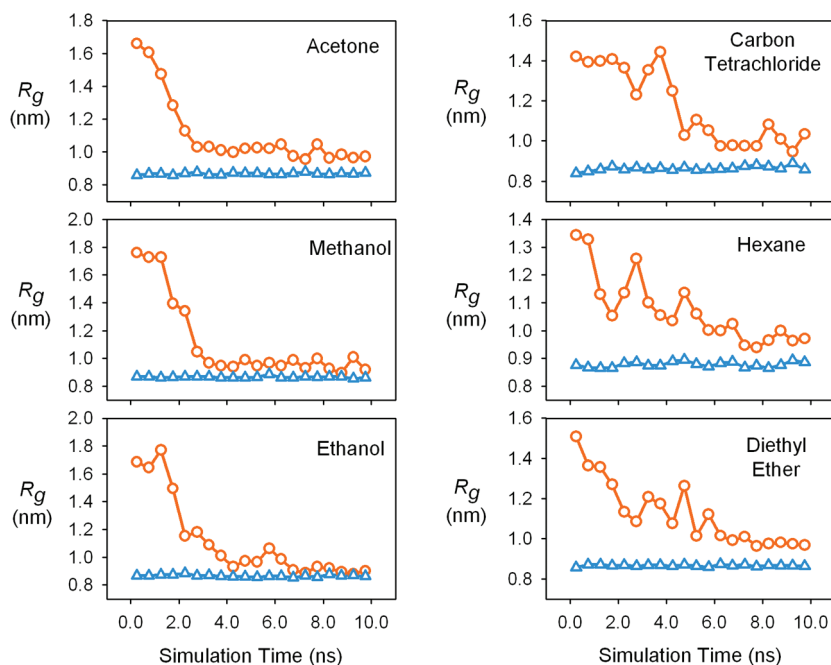 1.8
1.6
1.4
1.2
1.0
0.8
Rg
(nm)
Acetone
1.6
1.4
1.2
1.0
0.8
Rg
(nm)
Carbon
Tetrachloride
2.0
1.8
1.6
1.4
1.2
1.0
0.8
Rg
(nm)
Methanol
1.4
1.3
1.2
1.1
1.0
0.9
0.8
Rg
(nm)
Hexane
2.0
1.8
1.6
1.4
1.2
1.0
0.8
Rg
(nm)
Ethanol
0.0 2.0 4.0 6.0 8.0 10.0
Simulation Time (ns)
1.6
1.4
1.2
1.0
0.8
Rg
(nm)
Diethyl
Ether
0.0 2.0 4.0 6.0 8.0 10.0
Simulation Time (ns)